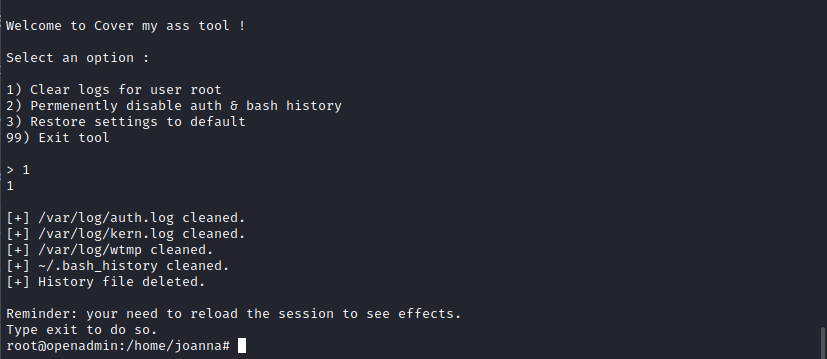 Welcome to Cover my ass tool !
Select an option :
1) Clear logs for user root
2) Permenently disable auth & bash history
3) Restore settings to default
99) Exit tool
> 1
1
[+] /var/log/auth.log cleaned.
[+] /var/log/kern.log cleaned.
[+] /var/log/wtmp cleaned.
[+] ~/.bash_history cleaned.
[+] History file deleted.
Reminder: your need to reload the session to see effects.
Type exit to do so.
root@openadmin:/home/joanna#